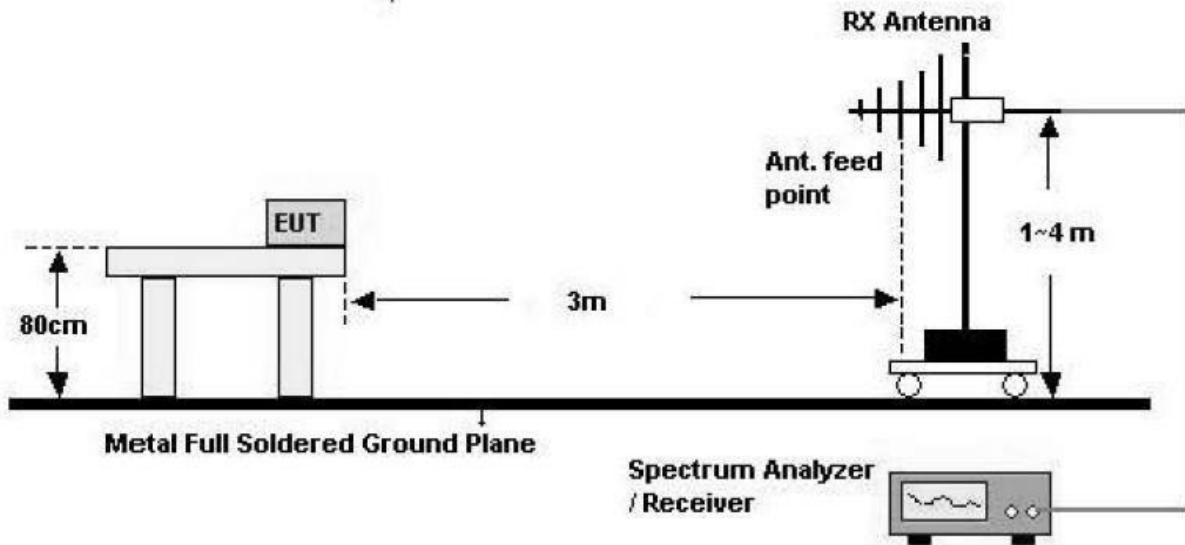 RX Antenna
Ant. feed
point
EUT
1~4 m
3m
80cm
Metal Full Soldered Ground Plane
Spectrum Analyzer
/ Receiver